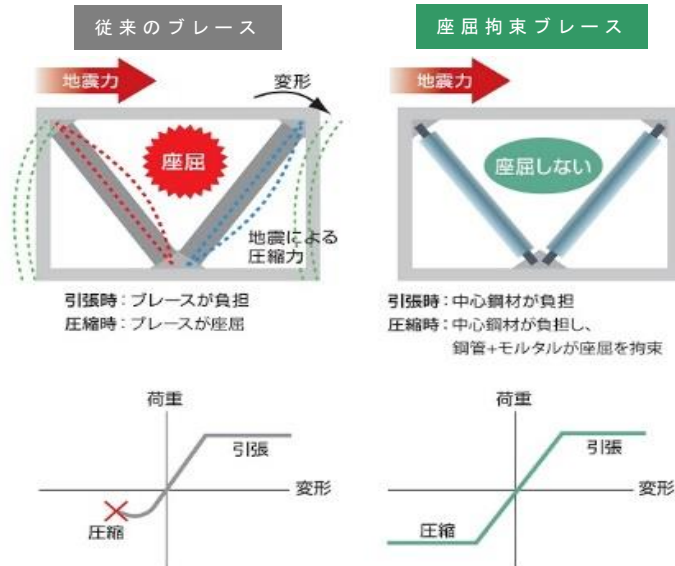 従来のブレース
地震力
変形
座屈
地震による
圧縮力
引張時：ブレースが負担
圧縮時：ブレースが座屈
荷重
引張
変形
圧縮
座屈拘束ブレース
地震力
座屈しない
引張時：中心鋼材が負担
圧縮時：中心鋼材が負担し、
鋼管+モルタルが座屈を拘束
荷重
引張
変形
圧縮